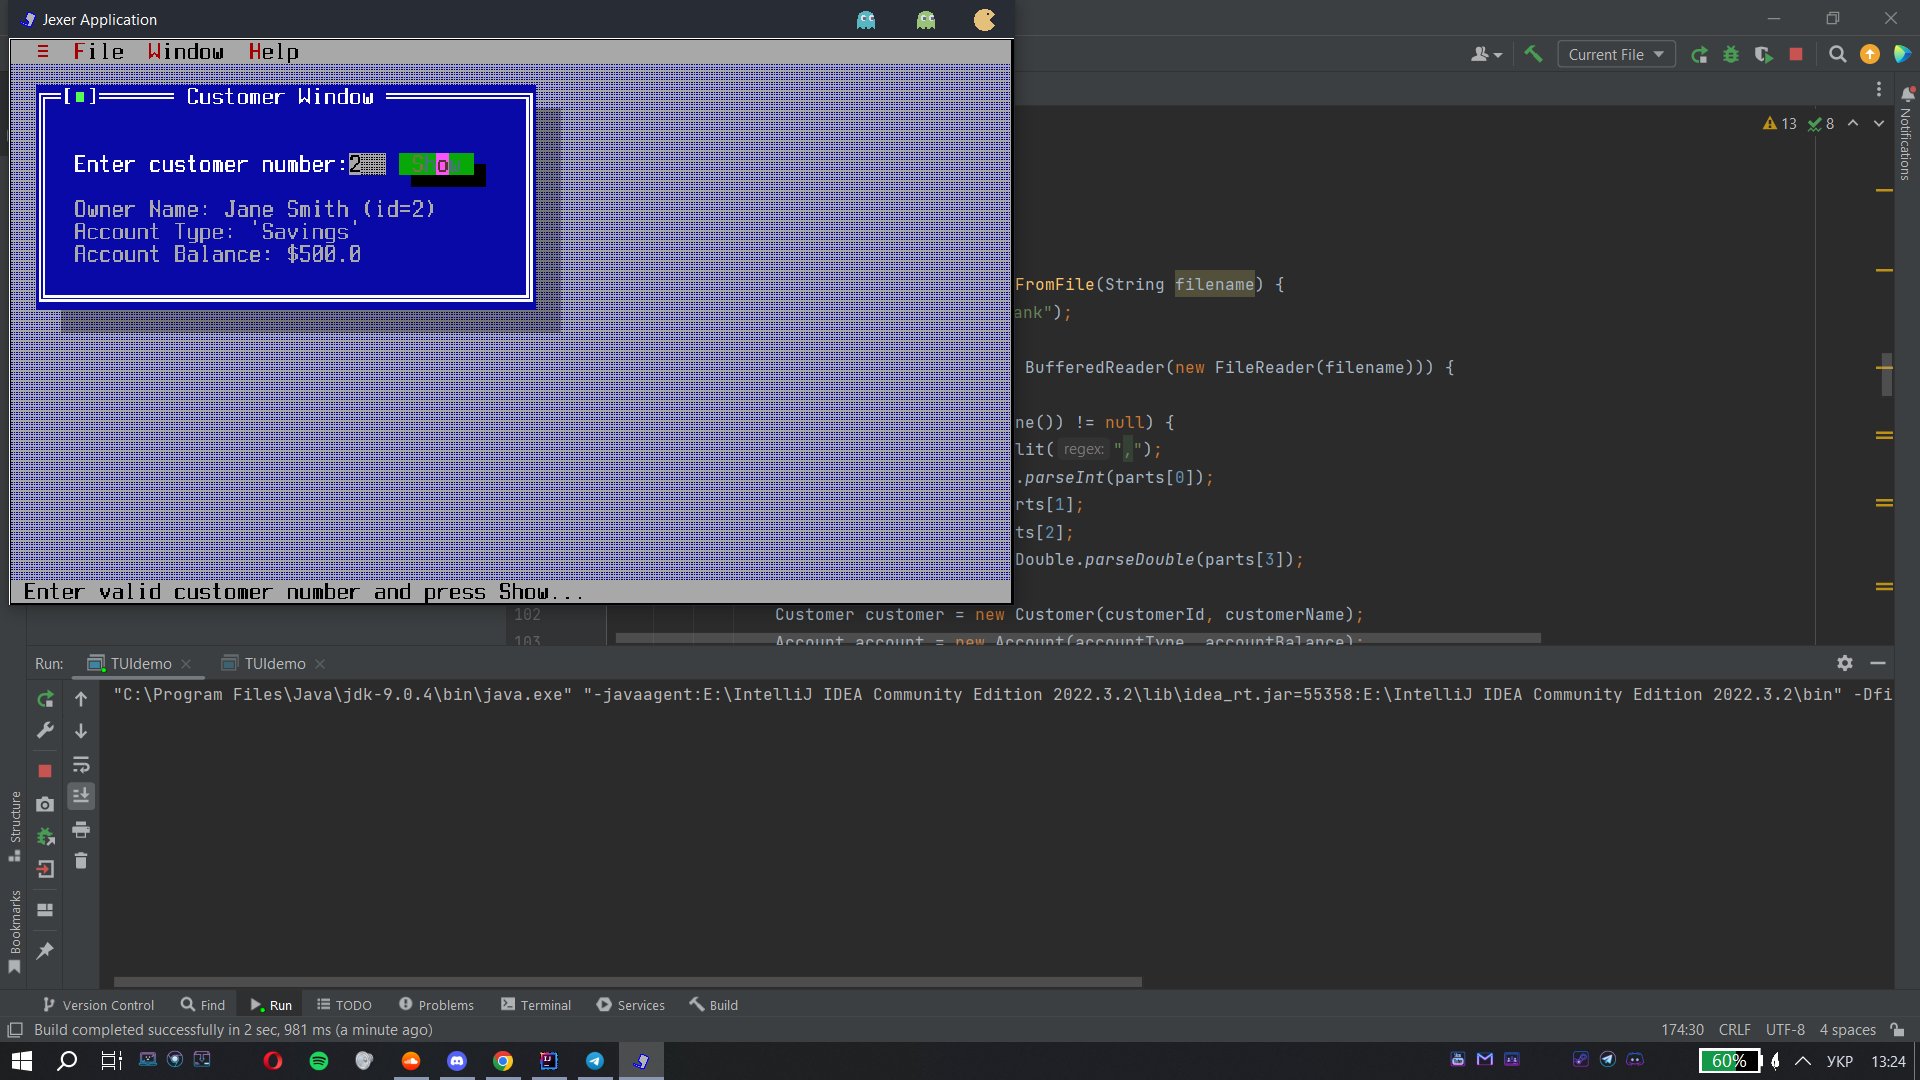 Jexer Application
≡ File Window Help
Customer Window
Enter customer number:2 Show
Owner Name: Jane Smith (id=2)
Account Type: 'Savings'
Account Balance: $500.0
Enter valid customer number and press Show...
Current File
13 8
Notifications
FromFile(String filename) {
ank");
BufferedReader(new FileReader(filename))) {
ne()) != null) {
lit( regex: ",");
.parseInt(parts[0]);
rts[1];
ts[2];
Double.parseDouble(parts[3]);
102 Customer customer = new Customer(customerId, customerName);
103 Account account = new Account(accountType, accountBalance);
Run: TUIdemo TUIdemo
"C:\Program Files\Java\jdk-9.0.4\bin\java.exe" "-javaagent:E:\IntelliJ IDEA Community Edition 2022.3.2\lib\idea_rt.jar=55358:E:\IntelliJ IDEA Community Edition 2022.3.2\bin" -Dfi
Structure
Bookmarks
Version Control Find Run TODO Problems Terminal Services Build
Build completed successfully in 2 sec, 981 ms (a minute ago)
174:30 CRLF UTF-8 4 spaces
60% УКР 13:24